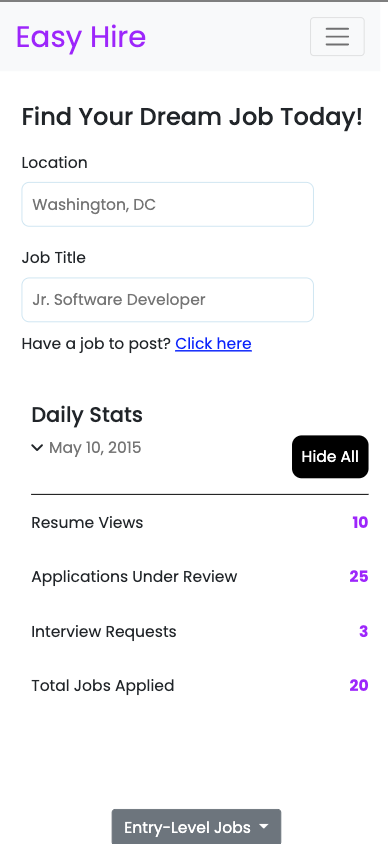 Easy Hire
Find Your Dream Job Today!
Location
Washington, DC
Job Title
Jr. Software Developer
Have a job to post? Click here
Daily Stats
May 10, 2015
Hide All
Resume Views 10
Applications Under Review 25
Interview Requests 3
Total Jobs Applied 20
Entry-Level Jobs